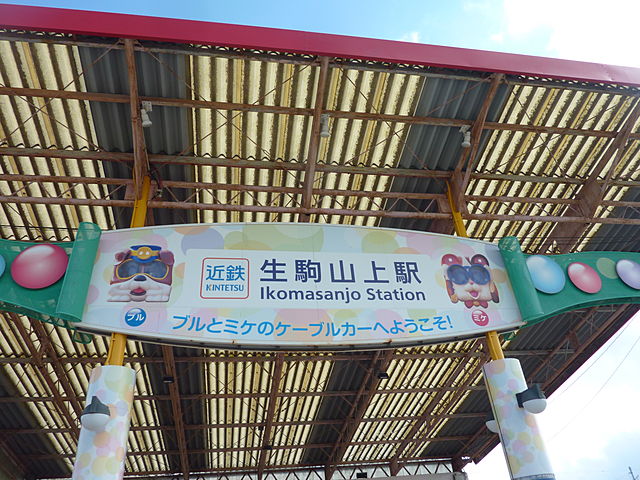 近鉄
KINTETSU
生駒山上駅
Ikomasanjo Station
ブル
ミケ
ブルとミケのケーブルカーへようこそ!